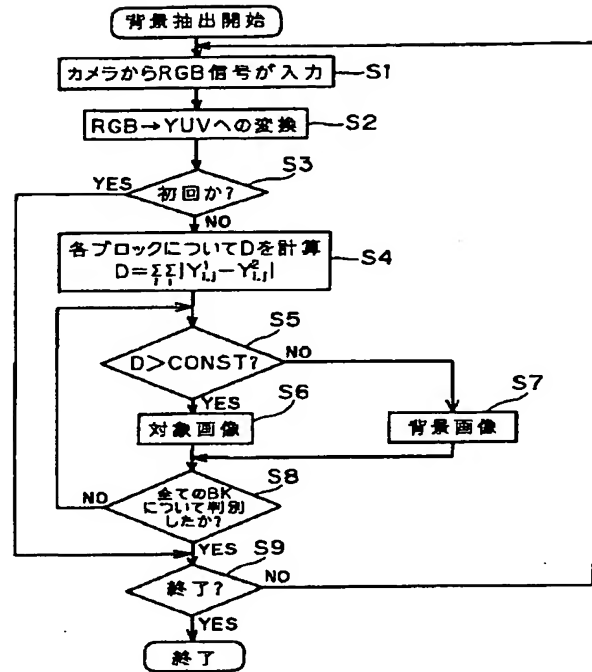 背景抽出開始
カメラからRGB信号が入力
S1
RGB→YUVへの変換
S2
S3
YES
初回か?
NO
各ブロックについてDを計算
D=ΣΣ|Y¹i,j−Y²i,j|
i j
S4
S5
D>CONST?
NO
YES
S6
S7
対象画像
背景画像
S8
NO
全てのBK
について判別
したか?
YES
S9
終了?
NO
YES
終了